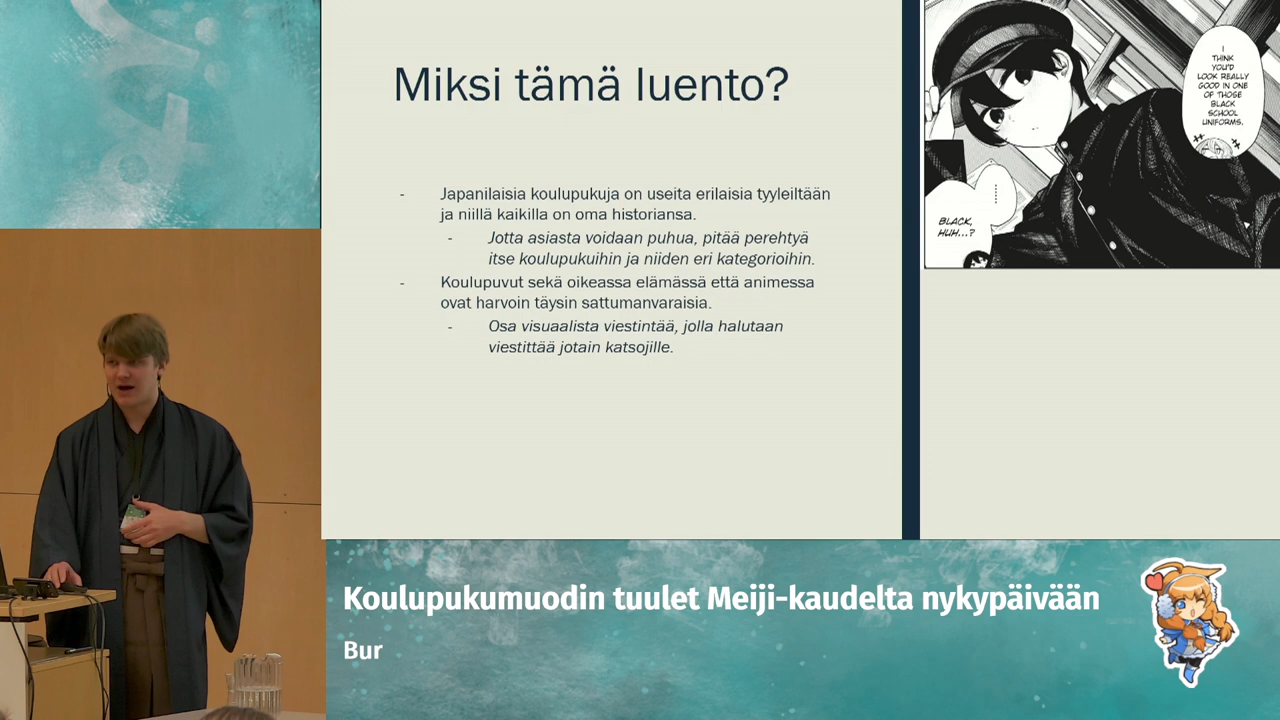 Miksi tämä luento?
- Japanilaisia koulupukuja on useita erilaisia tyyleiltään
ja niillä kaikilla on oma historiansa.
- Jotta asiasta voidaan puhua, pitää perehtyä
itse koulupukuihin ja niiden eri kategorioihin.
- Koulupuvut sekä oikeassa elämässä että animessa
ovat harvoin täysin sattumanvaraisia.
- Osa visuaalista viestintää, jolla halutaan
viestittää jotain katsojille.
I
THINK
YOU'D
LOOK REALLY
GOOD IN ONE
OF THOSE
BLACK
SCHOOL
UNIFORMS.
......
BLACK,
HUH...?
Koulupukumuodin tuulet Meiji-kaudelta nykypäivään
Bur